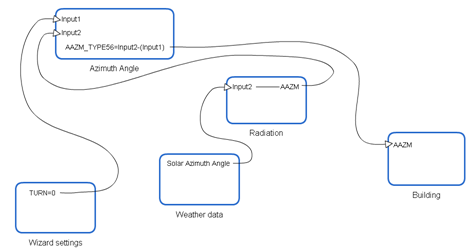 Input1
Input2
AAZM_TYPE56=Input2-(Input1)
Azimuth Angle
Input2 AAZM
Radiation
AAZM
Building
Solar Azimuth Angle
Weather data
TURN=0
Wizard settings